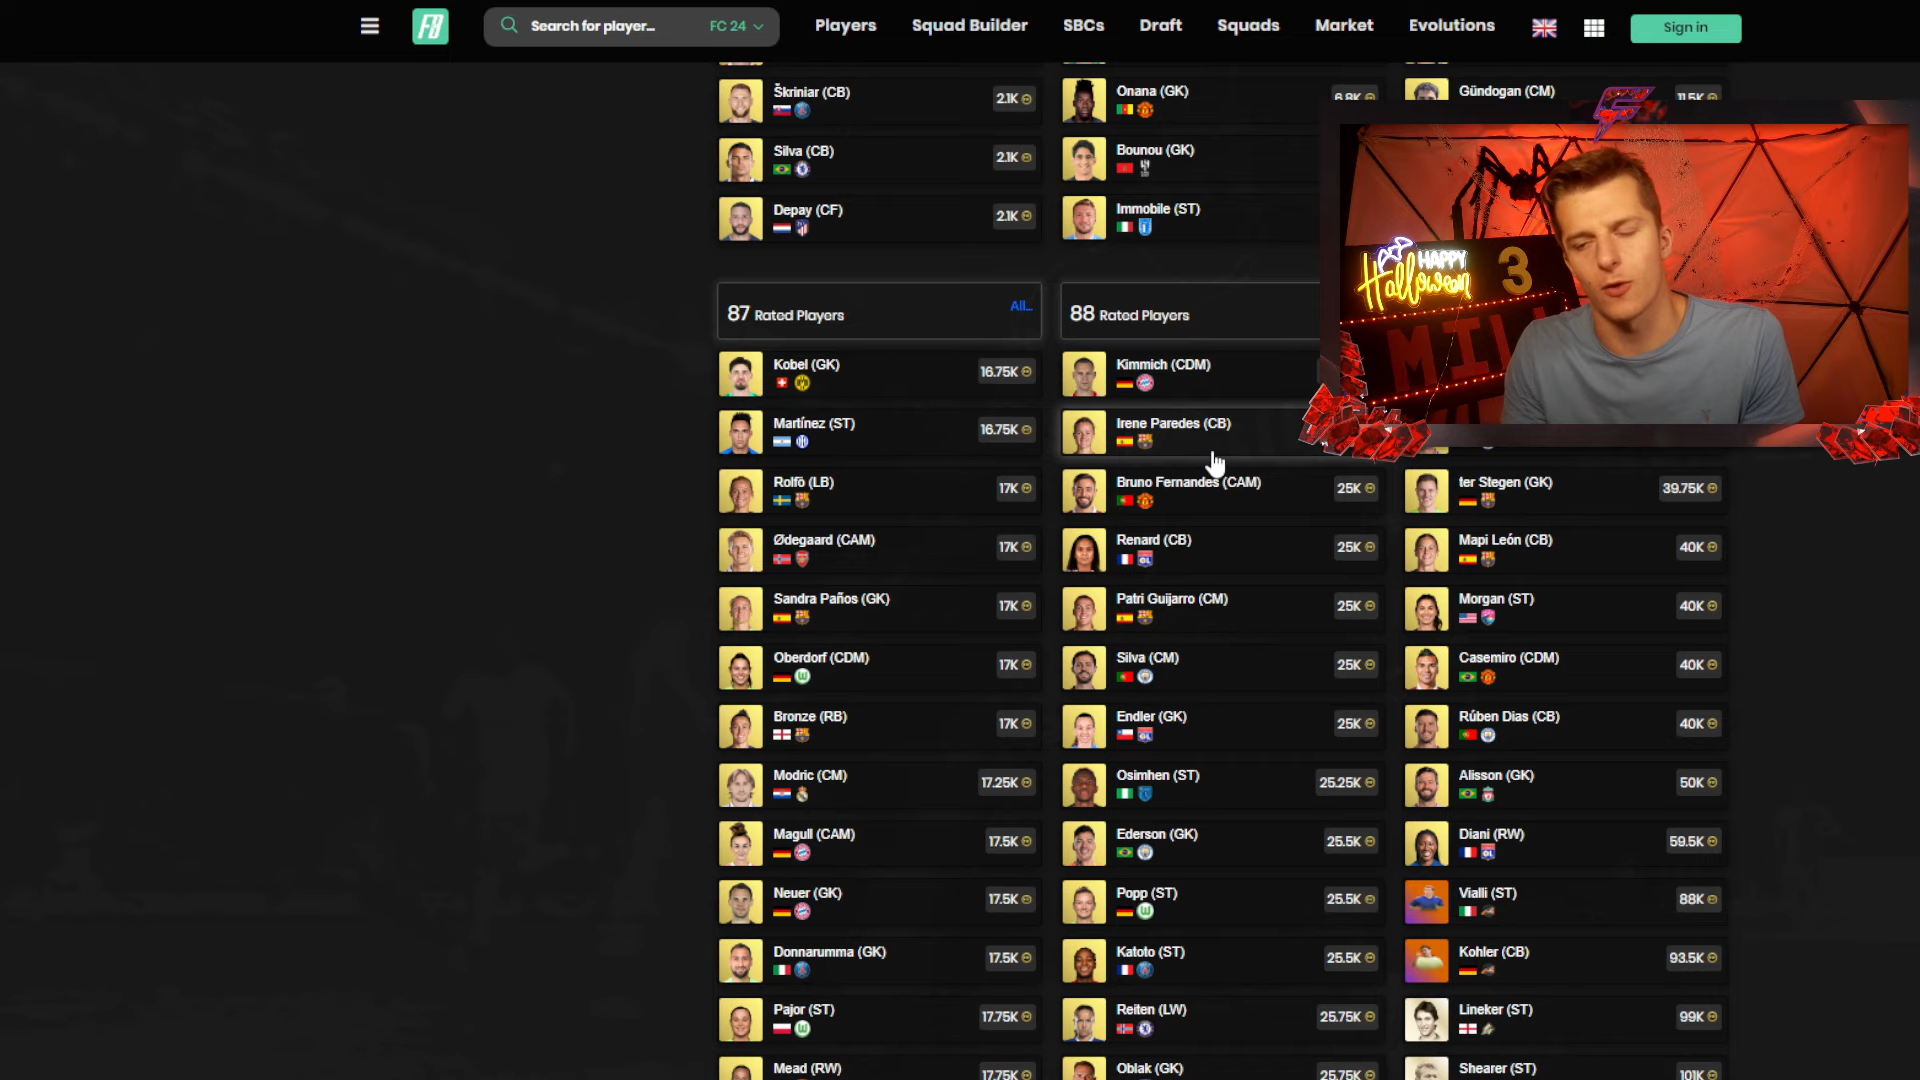 FB
Search for player...
FC 24
Players
Squad Builder
SBCs
Draft
Squads
Market
Evolutions
Sign in
Škriniar (CB)
2.1K
Silva (CB)
2.1K
Depay (CF)
2.1K
Onana (GK)
6.8K
Bounou (GK)
Immobile (ST)
Gündogan (CM)
11.5K
HAPPY
Halloween
3
MILL
87 Rated Players
All...
Kobel (GK)
16.75K
Martínez (ST)
16.75K
Rolfö (LB)
17K
Ødegaard (CAM)
17K
Sandra Paños (GK)
17K
Oberdorf (CDM)
17K
Bronze (RB)
17K
Modric (CM)
17.25K
Magull (CAM)
17.5K
Neuer (GK)
17.5K
Donnarumma (GK)
17.5K
Pajor (ST)
17.75K
Mead (RW)
17.75K
88 Rated Players
Kimmich (CDM)
Irene Paredes (CB)
Bruno Fernandes (CAM)
25K
Renard (CB)
25K
Patri Guijarro (CM)
25K
Silva (CM)
25K
Endler (GK)
25K
Osimhen (ST)
25.25K
Ederson (GK)
25.5K
Popp (ST)
25.5K
Katoto (ST)
25.5K
Reiten (LW)
25.75K
Oblak (GK)
25.75K
ter Stegen (GK)
39.75K
Mapi León (CB)
40K
Morgan (ST)
40K
Casemiro (CDM)
40K
Rúben Dias (CB)
40K
Alisson (GK)
50K
Diani (RW)
59.5K
Vialli (ST)
88K
Kohler (CB)
93.5K
Lineker (ST)
99K
Shearer (ST)
101K